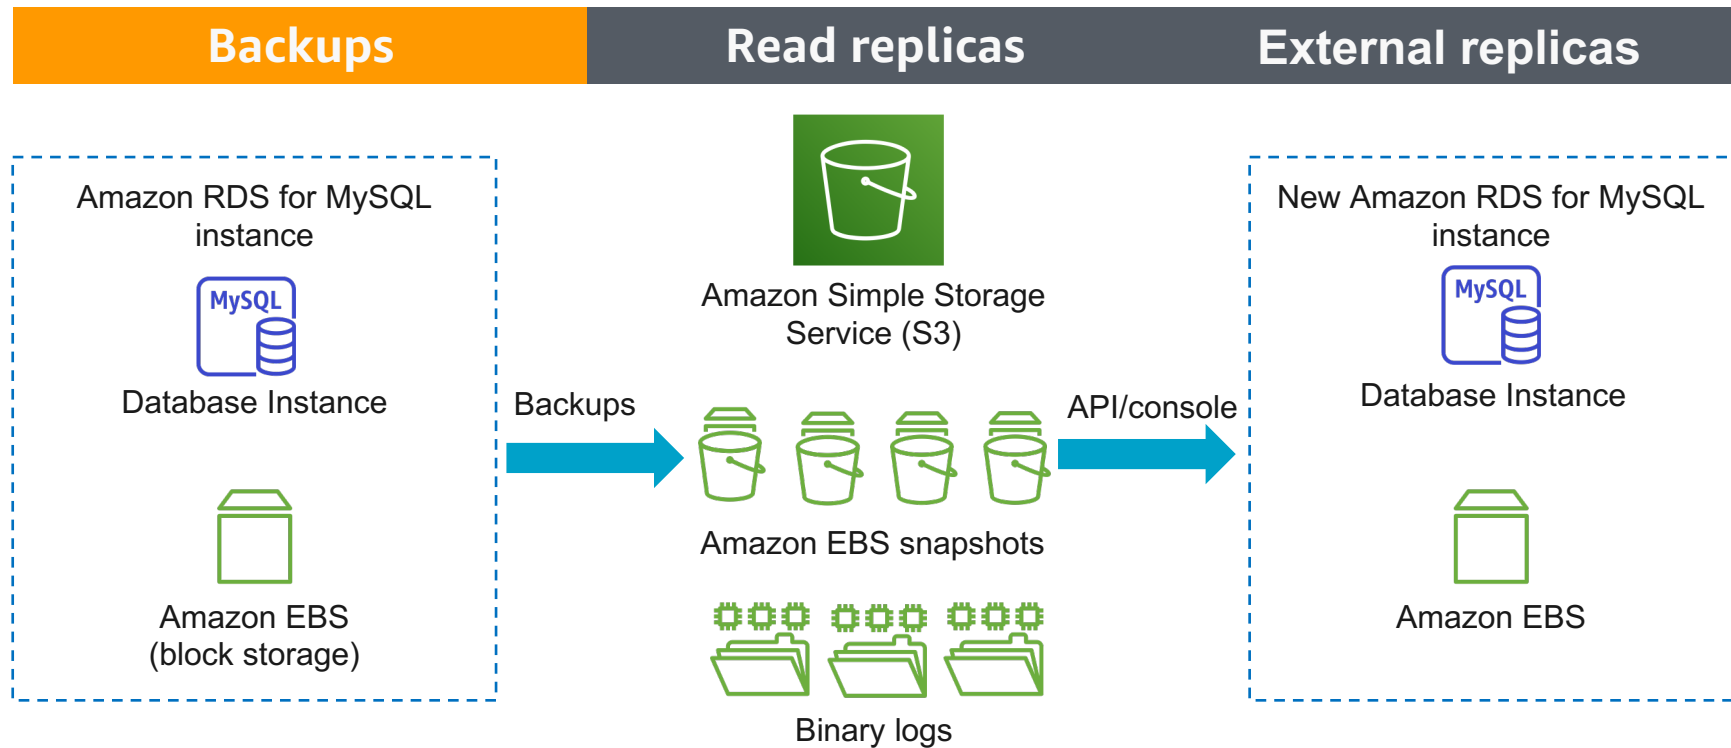 Backups
Read replicas
External replicas
Amazon RDS for MySQL
instance
MySQL
Database Instance
Amazon EBS
(block storage)
Backups
Amazon Simple Storage
Service (S3)
Amazon EBS snapshots
Binary logs
API/console
New Amazon RDS for MySQL
instance
MySQL
Database Instance
Amazon EBS